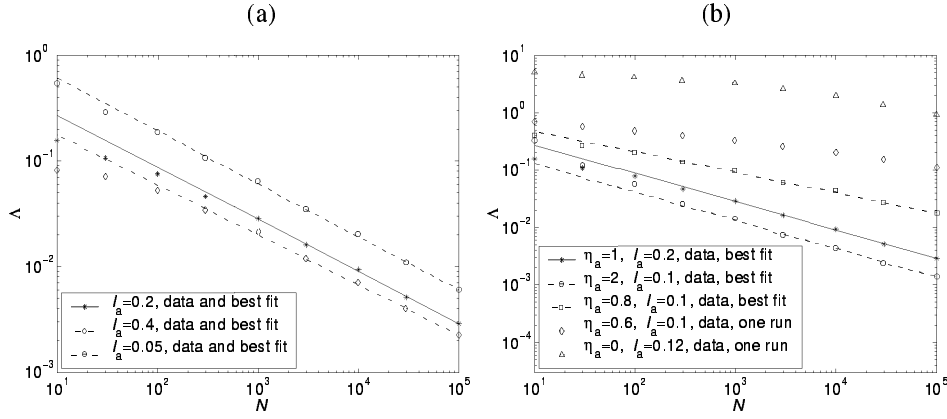 (a)
10^0
10^-1
10^-2
10^-3
Λ
10^1 10^2 10^3 10^4 10^5
N
l_a=0.2, data and best fit
l_a=0.4, data and best fit
l_a=0.05, data and best fit
(b)
10^1
10^0
10^-1
10^-2
10^-3
10^-4
Λ
10^1 10^2 10^3 10^4 10^5
N
η_a=1, l_a=0.2, data, best fit
η_a=2, l_a=0.1, data, best fit
η_a=0.8, l_a=0.1, data, best fit
η_a=0.6, l_a=0.1, data, one run
η_a=0, l_a=0.12, data, one run